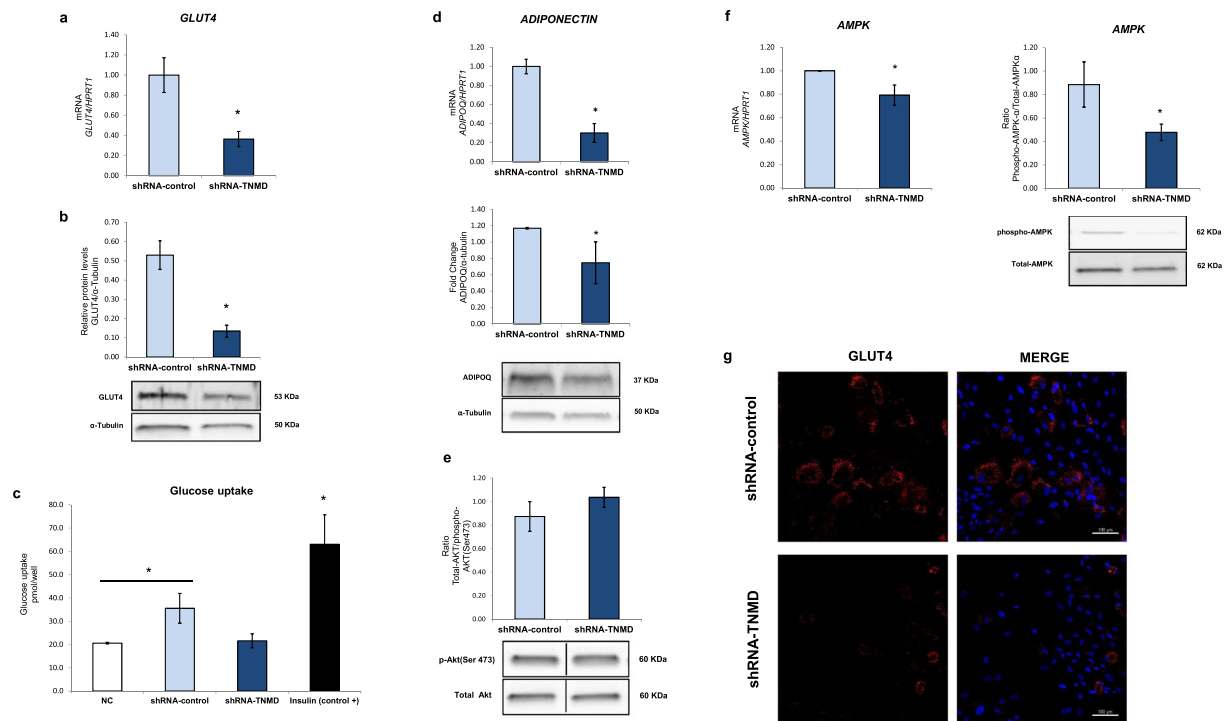 a
GLUT4
mRNA
GLUT4/HPRT1
1.20
1.00
0.80
0.60
0.40
0.20
0.00
*
shRNA-control
shRNA-TNMD
b
Relative protein levels
GLUT4/α-Tubulin
0.70
0.60
0.50
0.40
0.30
0.20
0.10
0.00
*
shRNA-control
shRNA-TNMD
GLUT4
53 KDa
α-Tubulin
50 KDa
c
Glucose uptake
Glucose uptake
pmol/well
80.0
70.0
60.0
50.0
40.0
30.0
20.0
10.0
0.0
*
*
NC
shRNA-control
shRNA-TNMD
Insulin (control +)
d
ADIPONECTIN
mRNA
ADIPOQ/HPRT1
1.20
1.00
0.80
0.60
0.40
0.20
0.00
*
shRNA-control
shRNA-TNMD
Fold Change
ADIPOQ/α-tubulin
1.40
1.20
1.00
0.80
0.60
0.40
0.20
0.00
*
shRNA-control
shRNA-TNMD
ADIPOQ
37 KDa
α-Tubulin
50 KDa
e
Ratio
Total-AKT/phospho-
AKT(Ser473)
1.20
1.00
0.80
0.60
0.40
0.20
0.00
shRNA-control
shRNA-TNMD
p-Akt(Ser 473)
60 KDa
Total Akt
60 KDa
f
AMPK
mRNA
AMPK/HPRT1
1.20
1.00
0.80
0.60
0.40
0.20
0.00
*
shRNA-control
shRNA-TNMD
AMPK
Ratio
Phospho-AMPK-α/Total-AMPKα
1.20
1.00
0.80
0.60
0.40
0.20
0.00
*
shRNA-control
shRNA-TNMD
phospho-AMPK
62 KDa
Total-AMPK
62 KDa
g
GLUT4
MERGE
shRNA-control
100 µm
shRNA-TNMD
100 µm